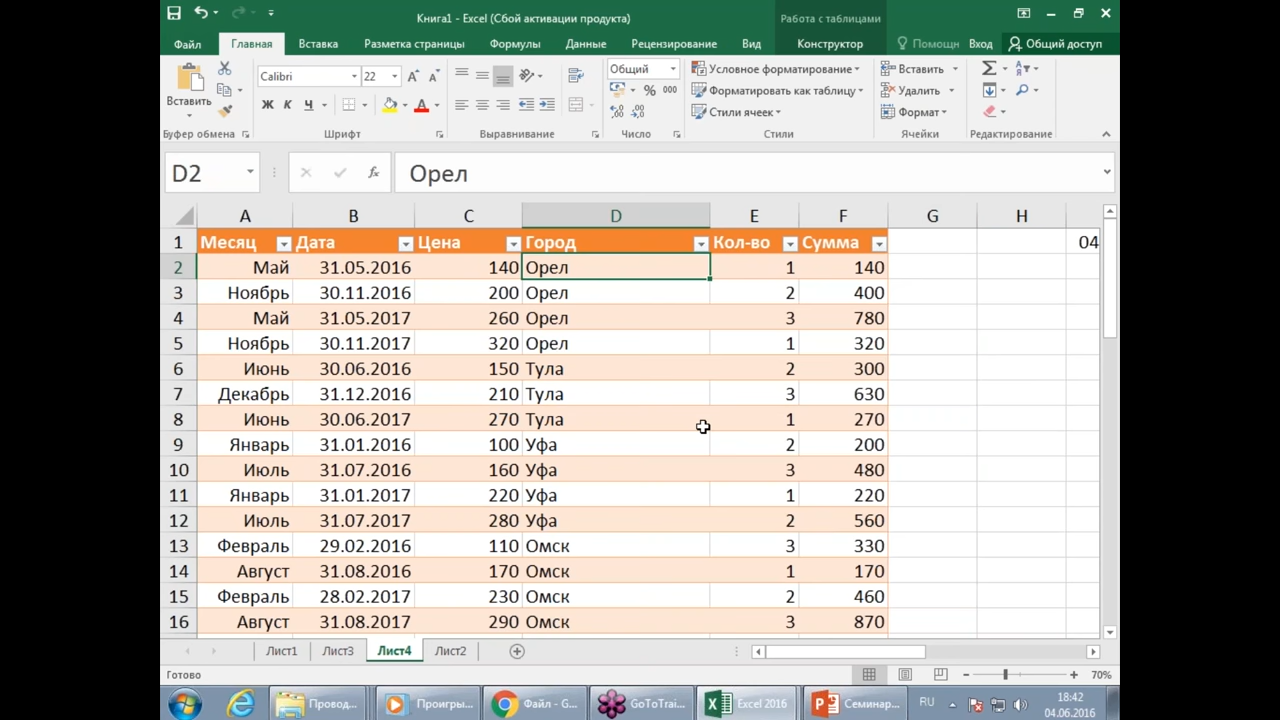 Книга1 - Excel (Сбой активации продукта)
Работа с таблицами
Файл Главная Вставка Разметка страницы Формулы Данные Рецензирование Вид Конструктор Помощн Вход Общий доступ
Вставить
Calibri 22
Ж К Ч
Общий
% 000
Условное форматирование
Форматировать как таблицу
Стили ячеек
Вставить
Удалить
Формат
Буфер обмена Шрифт Выравнивание Число Стили Ячейки Редактирование
D2 fx Орел
A B C D E F G H
1 Месяц Дата Цена Город Кол-во Сумма 04
2 Май 31.05.2016 140 Орел 1 140
3 Ноябрь 30.11.2016 200 Орел 2 400
4 Май 31.05.2017 260 Орел 3 780
5 Ноябрь 30.11.2017 320 Орел 1 320
6 Июнь 30.06.2016 150 Тула 2 300
7 Декабрь 31.12.2016 210 Тула 3 630
8 Июнь 30.06.2017 270 Тула 1 270
9 Январь 31.01.2016 100 Уфа 2 200
10 Июль 31.07.2016 160 Уфа 3 480
11 Январь 31.01.2017 220 Уфа 1 220
12 Июль 31.07.2017 280 Уфа 2 560
13 Февраль 29.02.2016 110 Омск 3 330
14 Август 31.08.2016 170 Омск 1 170
15 Февраль 28.02.2017 230 Омск 2 460
16 Август 31.08.2017 290 Омск 3 870
Лист1 Лист3 Лист4 Лист2
Готово 70%
Провод... Проигры... Файл - G... GoToTrai... Excel 2016 Семинар... RU 18:42
04.06.2016